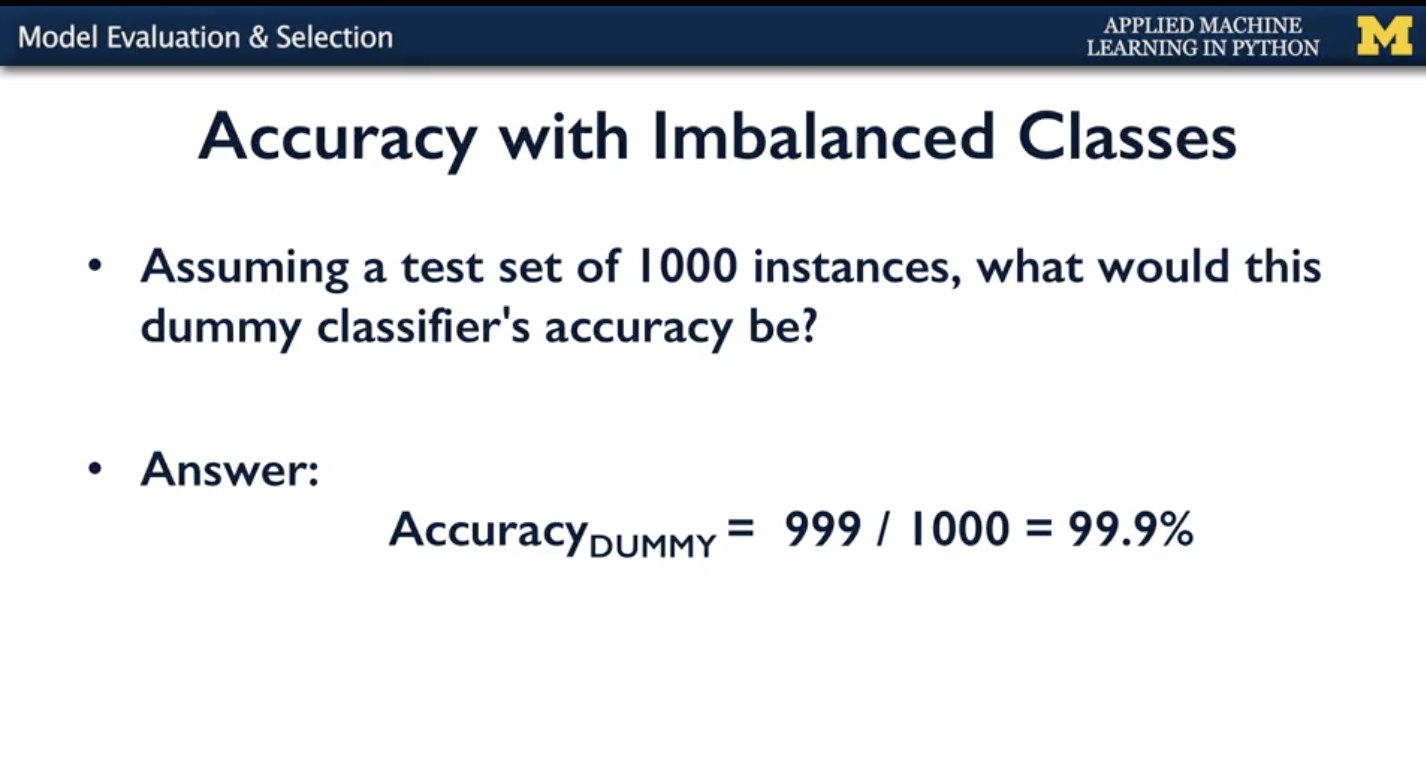 Model Evaluation & Selection
APPLIED MACHINE
LEARNING IN PYTHON
M
Accuracy with Imbalanced Classes
• Assuming a test set of 1000 instances, what would this
dummy classifier's accuracy be?
• Answer:
Accuracy_DUMMY = 999 / 1000 = 99.9%